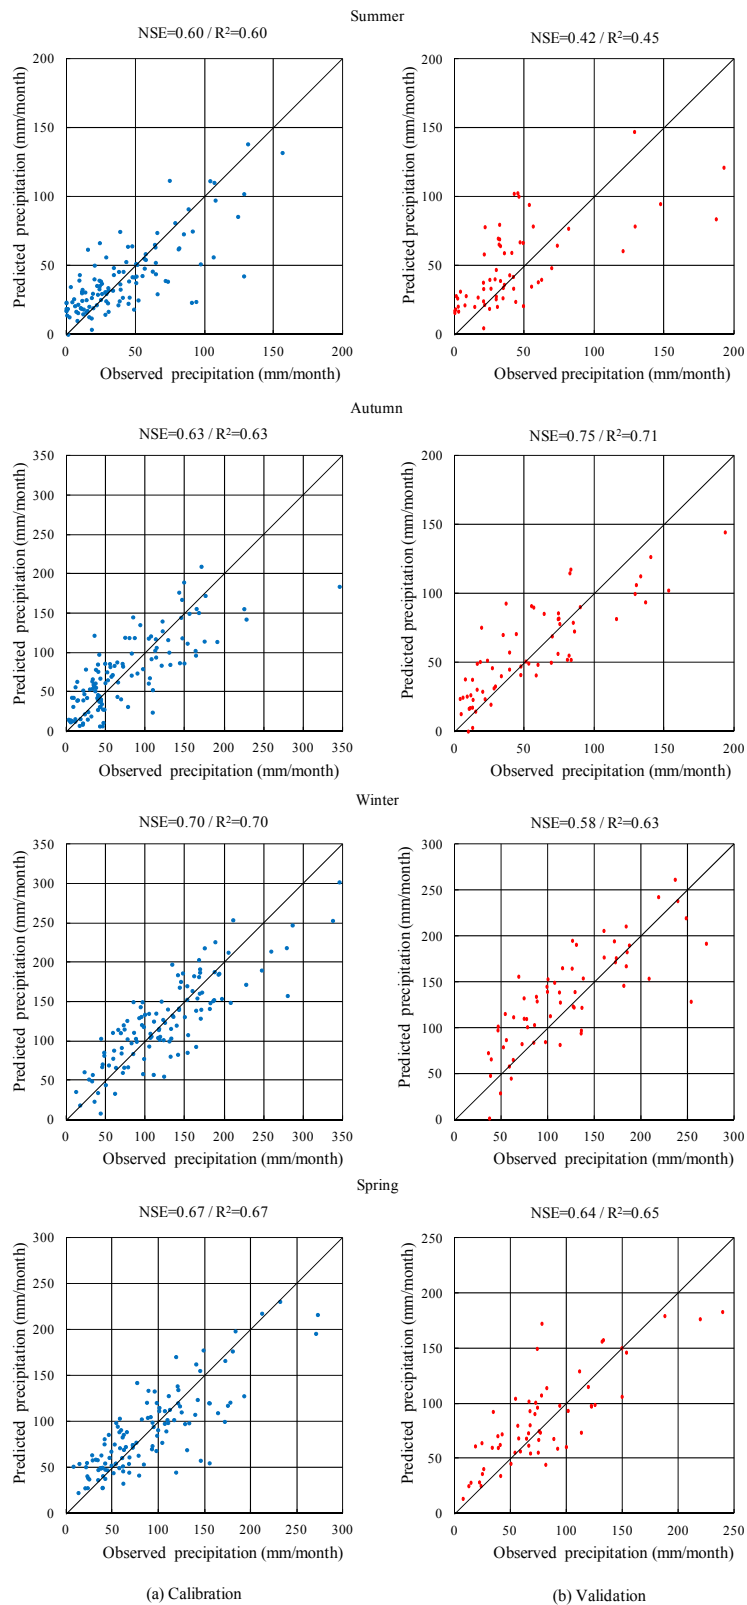 Summer
NSE=0.60 / R²=0.60
NSE=0.42 / R²=0.45
Predicted precipitation (mm/month)
200
150
100
50
0
0 50 100 150 200
Observed precipitation (mm/month)
Predicted precipitation (mm/month)
200
150
100
50
0
0 50 100 150 200
Observed precipitation (mm/month)
Autumn
NSE=0.63 / R²=0.63
NSE=0.75 / R²=0.71
Predicted precipitation (mm/month)
350
300
250
200
150
100
50
0
0 50 100 150 200 250 300 350
Observed precipitation (mm/month)
Predicted precipitation (mm/month)
200
150
100
50
0
0 50 100 150 200
Observed precipitation (mm/month)
Winter
NSE=0.70 / R²=0.70
NSE=0.58 / R²=0.63
Predicted precipitation (mm/month)
350
300
250
200
150
100
50
0
0 50 100 150 200 250 300 350
Observed precipitation (mm/month)
Predicted precipitation (mm/month)
300
250
200
150
100
50
0
0 50 100 150 200 250 300
Observed precipitation (mm/month)
Spring
NSE=0.67 / R²=0.67
NSE=0.64 / R²=0.65
Predicted precipitation (mm/month)
300
250
200
150
100
50
0
0 50 100 150 200 250 300
Observed precipitation (mm/month)
Predicted precipitation (mm/month)
250
200
150
100
50
0
0 50 100 150 200 250
Observed precipitation (mm/month)
(a) Calibration
(b) Validation